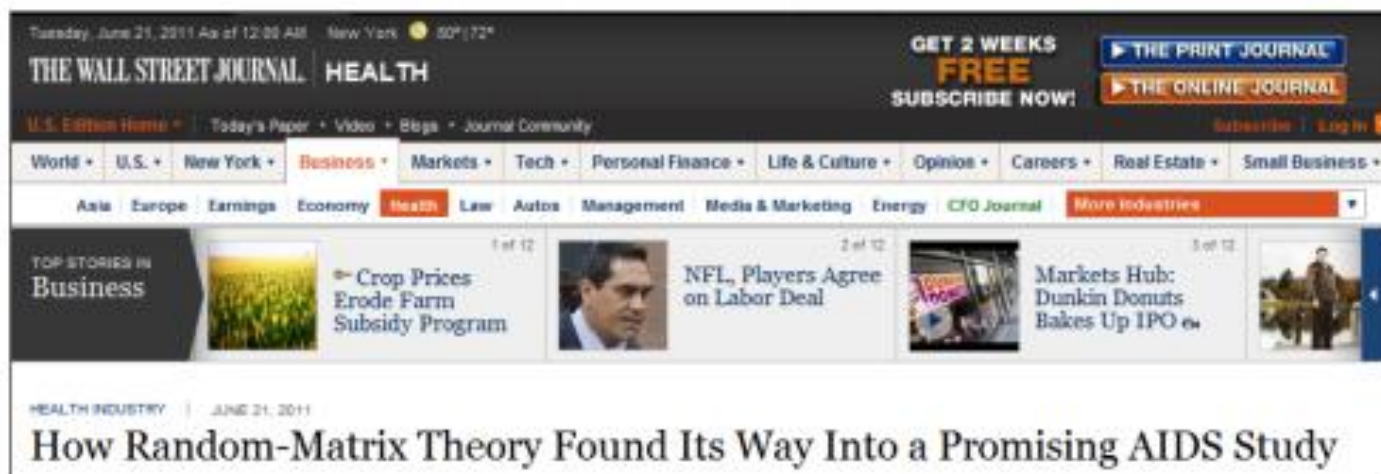 Tuesday, June 21, 2011 As of 12:00 AM New York 80° | 72°
THE WALL STREET JOURNAL. | HEALTH
GET 2 WEEKS
FREE
SUBSCRIBE NOW!
THE PRINT JOURNAL
THE ONLINE JOURNAL
U.S. Edition Home Today's Paper • Video • Blogs • Journal Community
Subscribe | Log In
World U.S. New York Business Markets Tech Personal Finance Life & Culture Opinion Careers Real Estate Small Business
Asia Europe Earnings Economy Health Law Autos Management Media & Marketing Energy CFO Journal More Industries
TOP STORIES IN
Business
1 of 12
Crop Prices
Erode Farm
Subsidy Program
2 of 12
NFL, Players Agree
on Labor Deal
3 of 12
Markets Hub:
Dunkin Donuts
Bakes Up IPO
HEALTH INDUSTRY | JUNE 21, 2011
How Random-Matrix Theory Found Its Way Into a Promising AIDS Study